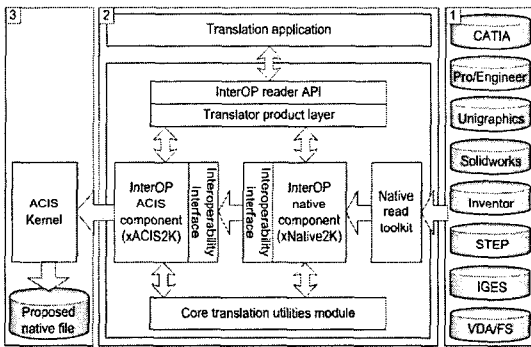 3
2
1
Translation application
InterOP reader API
Translator product layer
ACIS
Kernel
InterOP
ACIS
component
(xACIS2K)
Interoperability
interface
Interoperability
interface
InterOP
native
component
(xNative2K)
Native
read
toolkit
Core translation utilities module
Proposed
native file
CATIA
Pro/Engineer
Unigraphics
Solidworks
Inventor
STEP
IGES
VDA/FS